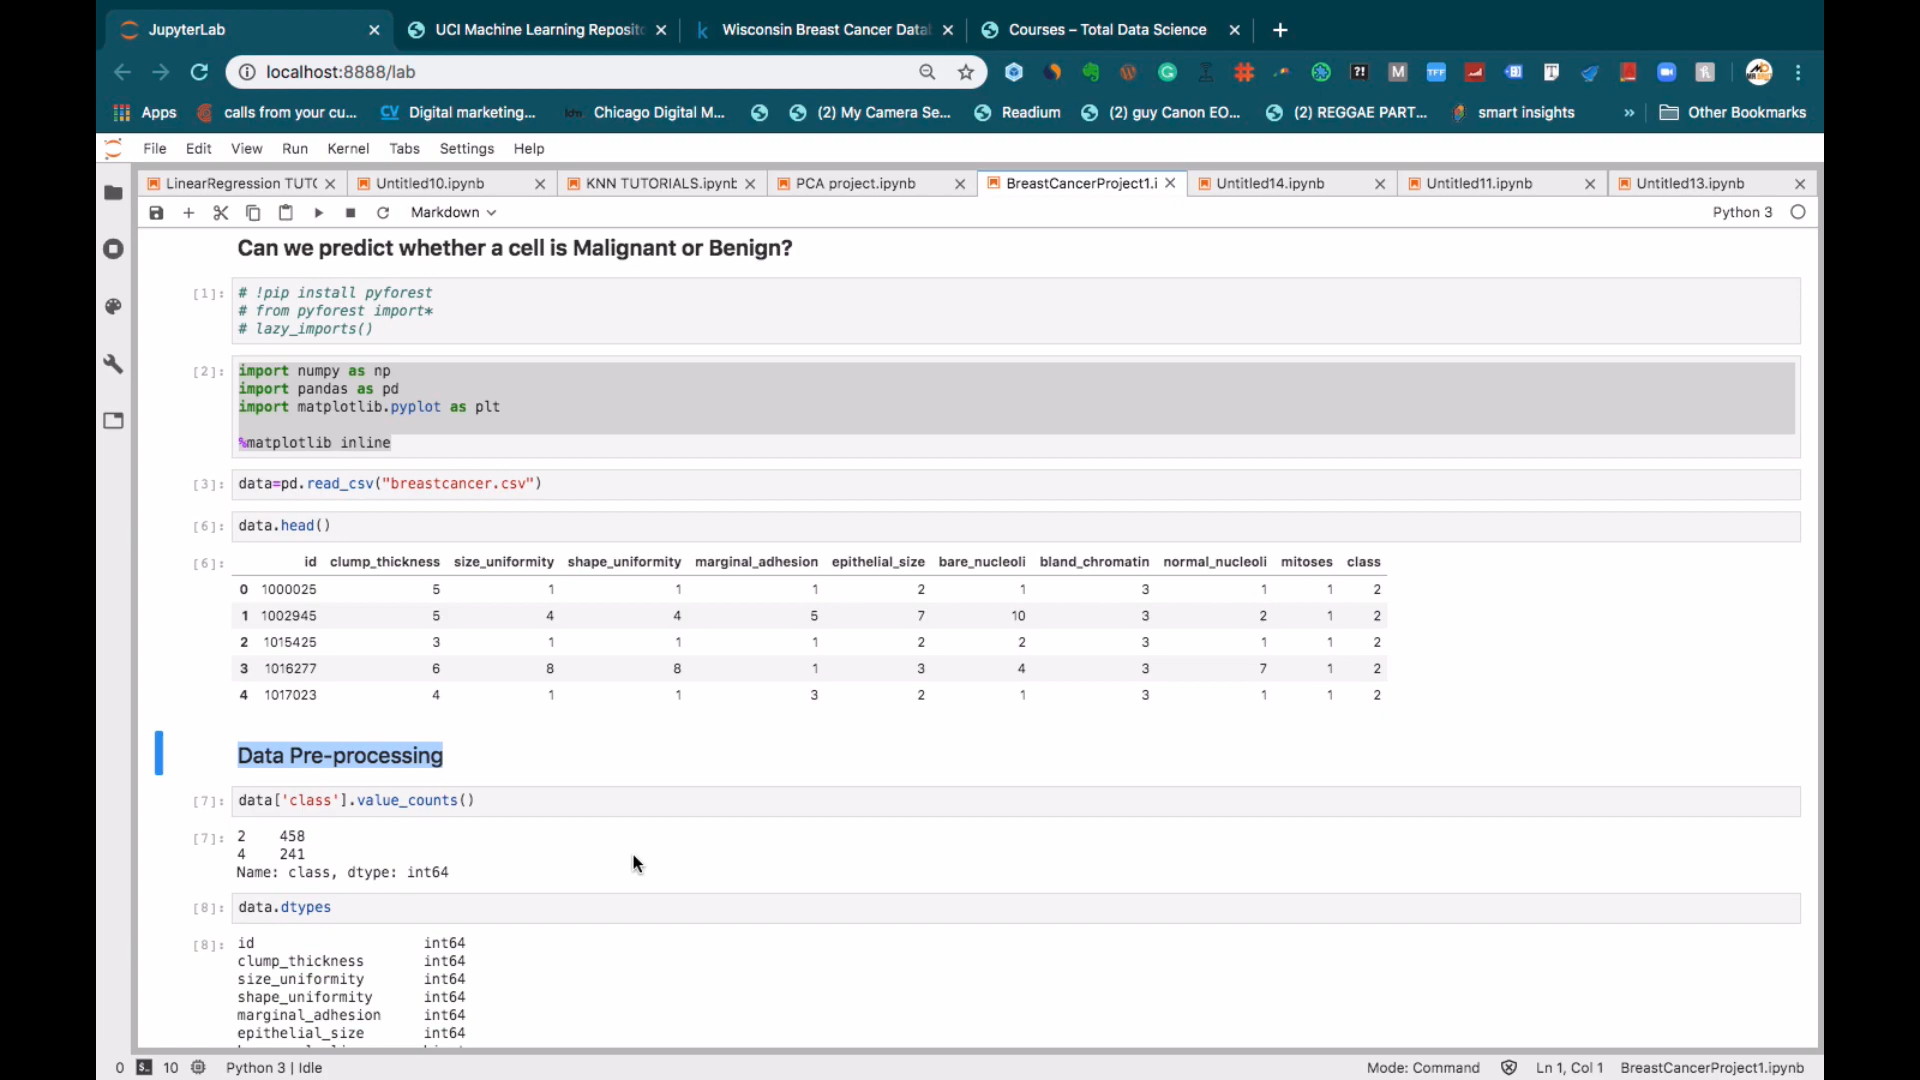 JupyterLab
UCI Machine Learning Reposito
Wisconsin Breast Cancer Data
Courses – Total Data Science
localhost:8888/lab
Apps
calls from your cu...
CV Digital marketing...
Chicago Digital M...
(2) My Camera Se...
Readium
(2) guy Canon EO...
(2) REGGAE PART...
smart insights
»
Other Bookmarks
File Edit View Run Kernel Tabs Settings Help
LinearRegression TUTO
Untitled10.ipynb
KNN TUTORIALS.ipynb
PCA project.ipynb
BreastCancerProject1.i
Untitled14.ipynb
Untitled11.ipynb
Untitled13.ipynb
Markdown
Python 3
Can we predict whether a cell is Malignant or Benign?
[1]: # !pip install pyforest
# from pyforest import*
# lazy_imports()
[2]: import numpy as np
import pandas as pd
import matplotlib.pyplot as plt
%matplotlib inline
[3]: data=pd.read_csv("breastcancer.csv")
[6]: data.head()
[6]: id clump_thickness size_uniformity shape_uniformity marginal_adhesion epithelial_size bare_nucleoli bland_chromatin normal_nucleoli mitoses class
0 1000025 5 1 1 1 2 1 3 1 1 2
1 1002945 5 4 4 5 7 10 3 2 1 2
2 1015425 3 1 1 1 2 2 3 1 1 2
3 1016277 6 8 8 1 3 4 3 7 1 2
4 1017023 4 1 1 3 2 1 3 1 1 2
Data Pre-processing
[7]: data['class'].value_counts()
[7]: 2 458
4 241
Name: class, dtype: int64
[8]: data.dtypes
[8]: id int64
clump_thickness int64
size_uniformity int64
shape_uniformity int64
marginal_adhesion int64
epithelial_size int64
0 10 Python 3 | Idle
Mode: Command
Ln 1, Col 1
BreastCancerProject1.ipynb